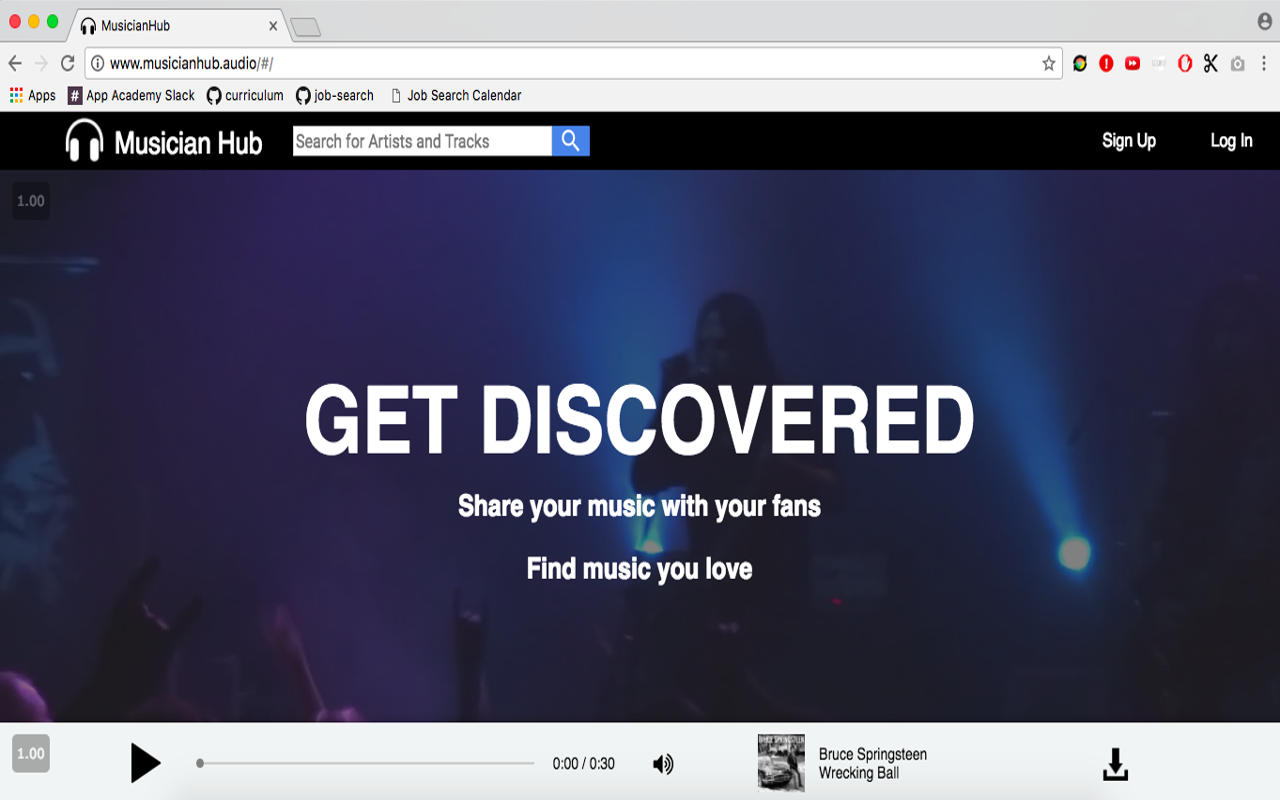 MusicianHub
www.musicianhub.audio/#/
Apps
App Academy Slack
curriculum
job-search
Job Search Calendar
Musician Hub
Search for Artists and Tracks
Sign Up
Log In
1.00
GET DISCOVERED
Share your music with your fans
Find music you love
1.00
0:00 / 0:30
BRUCE SPRINGSTEEN
Bruce Springsteen
Wrecking Ball